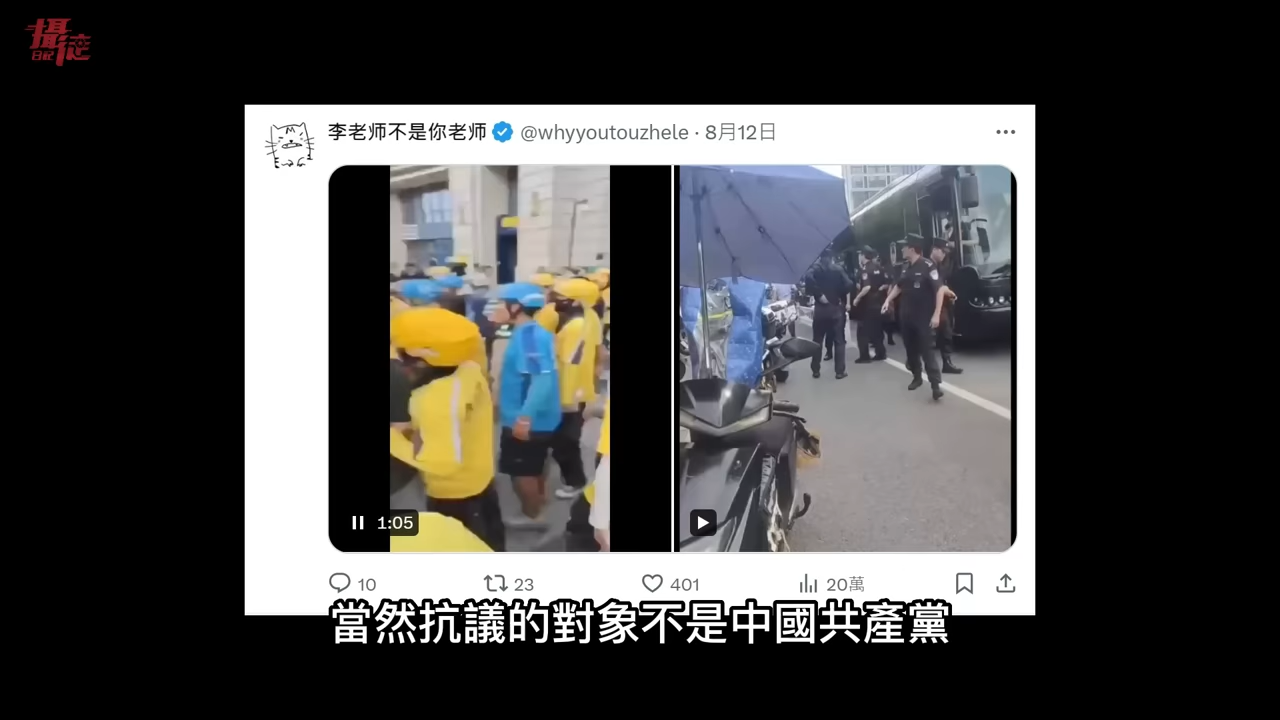 攝徒
日記
李老师不是你老师 @whyyoutouzhele · 8月12日
1:05
10 23 401 20萬
當然抗議的對象不是中國共產黨